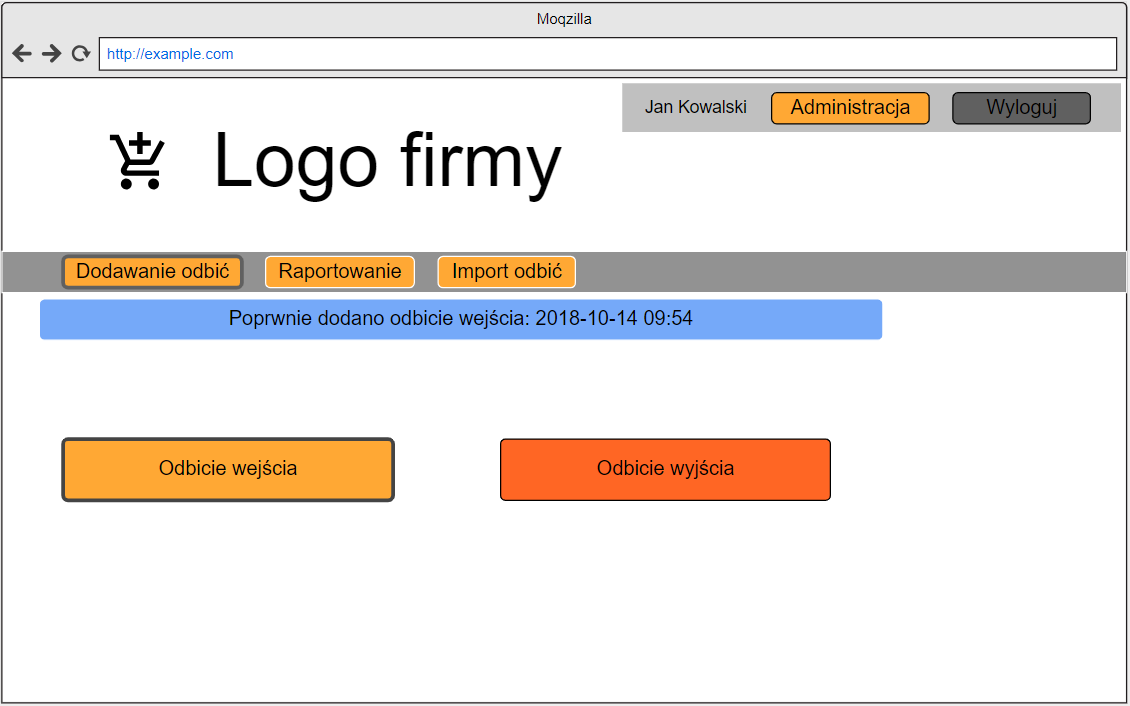 Moqzilla
http://example.com
Jan Kowalski Administracja Wyloguj
Logo firmy
Dodawanie odbić Raportowanie Import odbić
Poprwnie dodano odbicie wejścia: 2018-10-14 09:54
Odbicie wejścia Odbicie wyjścia